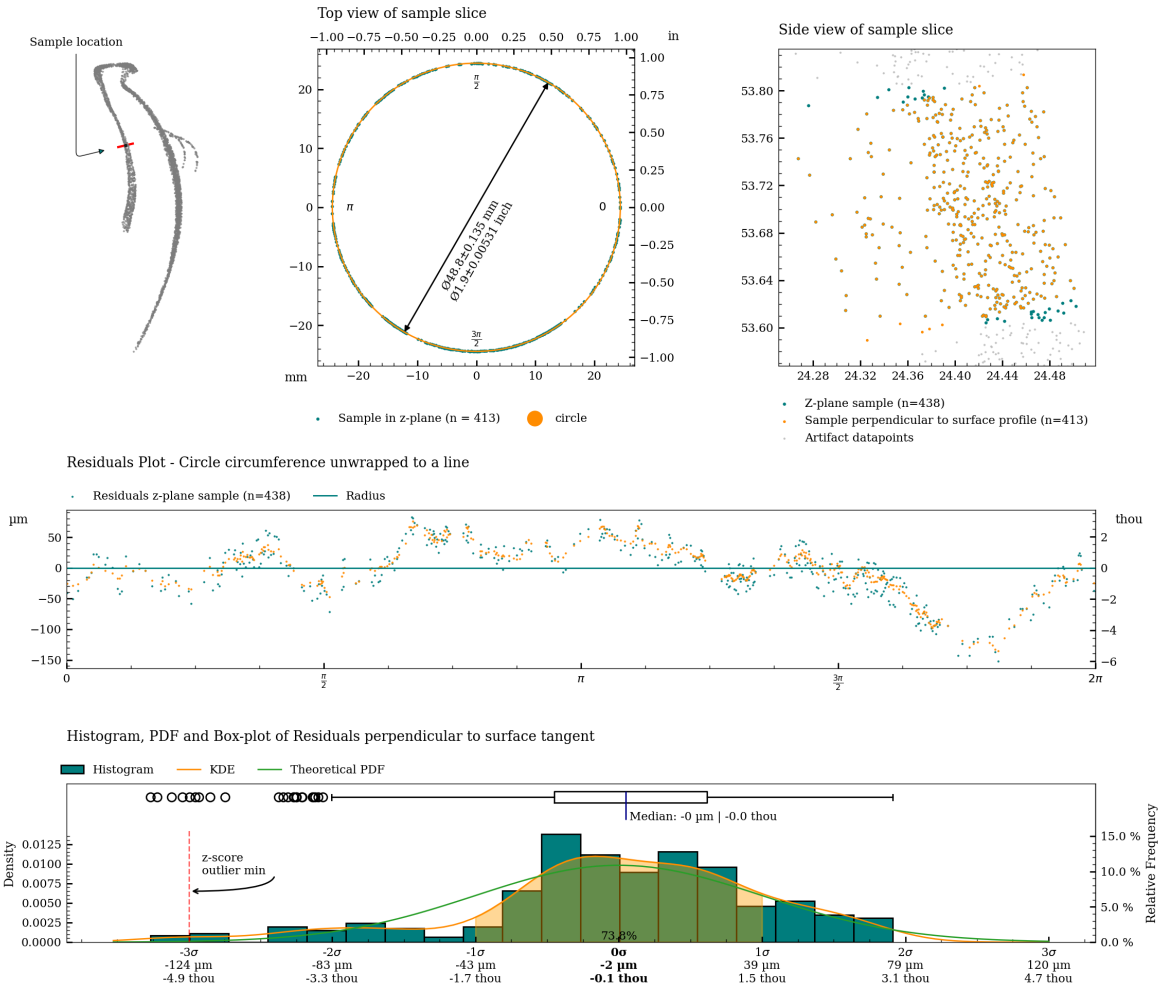 Sample location
Top view of sample slice
−1.00 −0.75 −0.50 −0.25 0.00 0.25 0.50 0.75 1.00 in
20
10
0
−10
−20
π/2
π
0
3π/2
Ø48.8±0.135 mm
Ø1.9±0.00531 inch
1.00
0.75
0.50
0.25
0.00
−0.25
−0.50
−0.75
−1.00
mm −20 −10 0 10 20
Sample in z-plane (n = 413) circle
Side view of sample slice
53.80
53.76
53.72
53.68
53.64
53.60
24.28 24.32 24.36 24.40 24.44 24.48
Z-plane sample (n=438)
Sample perpendicular to surface profile (n=413)
Artifact datapoints
Residuals Plot - Circle circumference unwrapped to a line
Residuals z-plane sample (n=438) Radius
µm
50
0
−50
−100
−150
thou
2
0
−2
−4
−6
0 π/2 π 3π/2 2π
Histogram, PDF and Box-plot of Residuals perpendicular to surface tangent
Histogram KDE Theoretical PDF
Median: -0 µm | -0.0 thou
Density
0.0125
0.0100
0.0075
0.0050
0.0025
0.0000
z-score
outlier min
73.8%
15.0 %
10.0 %
5.0 %
0.0 %
Relative Frequency
-3σ -2σ -1σ 0σ 1σ 2σ 3σ
-124 µm -83 µm -43 µm -2 µm 39 µm 79 µm 120 µm
-4.9 thou -3.3 thou -1.7 thou -0.1 thou 1.5 thou 3.1 thou 4.7 thou